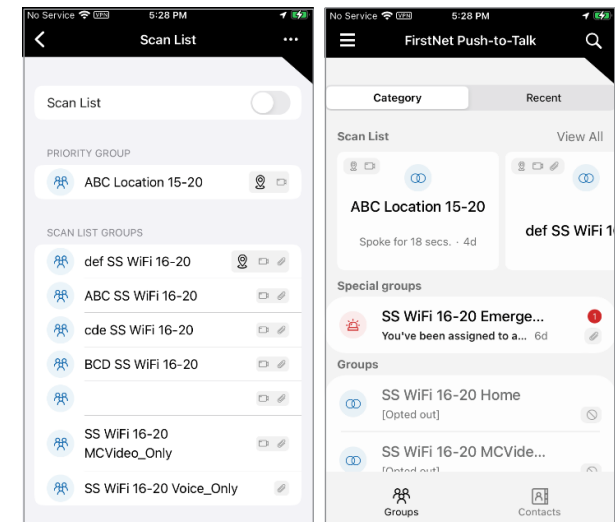 No Service VPN 5:28 PM
Scan List
Scan List
PRIORITY GROUP
ABC Location 15-20
SCAN LIST GROUPS
def SS WiFi 16-20
ABC SS WiFi 16-20
cde SS WiFi 16-20
BCD SS WiFi 16-20
SS WiFi 16-20
MCVideo_Only
SS WiFi 16-20 Voice_Only
No Service VPN 5:28 PM
FirstNet Push-to-Talk
Category Recent
Scan List View All
ABC Location 15-20
Spoke for 18 secs. · 4d
def SS WiFi 1
Special groups
SS WiFi 16-20 Emerge... 1
You've been assigned to a... 6d
Groups
SS WiFi 16-20 Home
[Opted out]
SS WiFi 16-20 MCVide...
[Opted out]
Groups Contacts